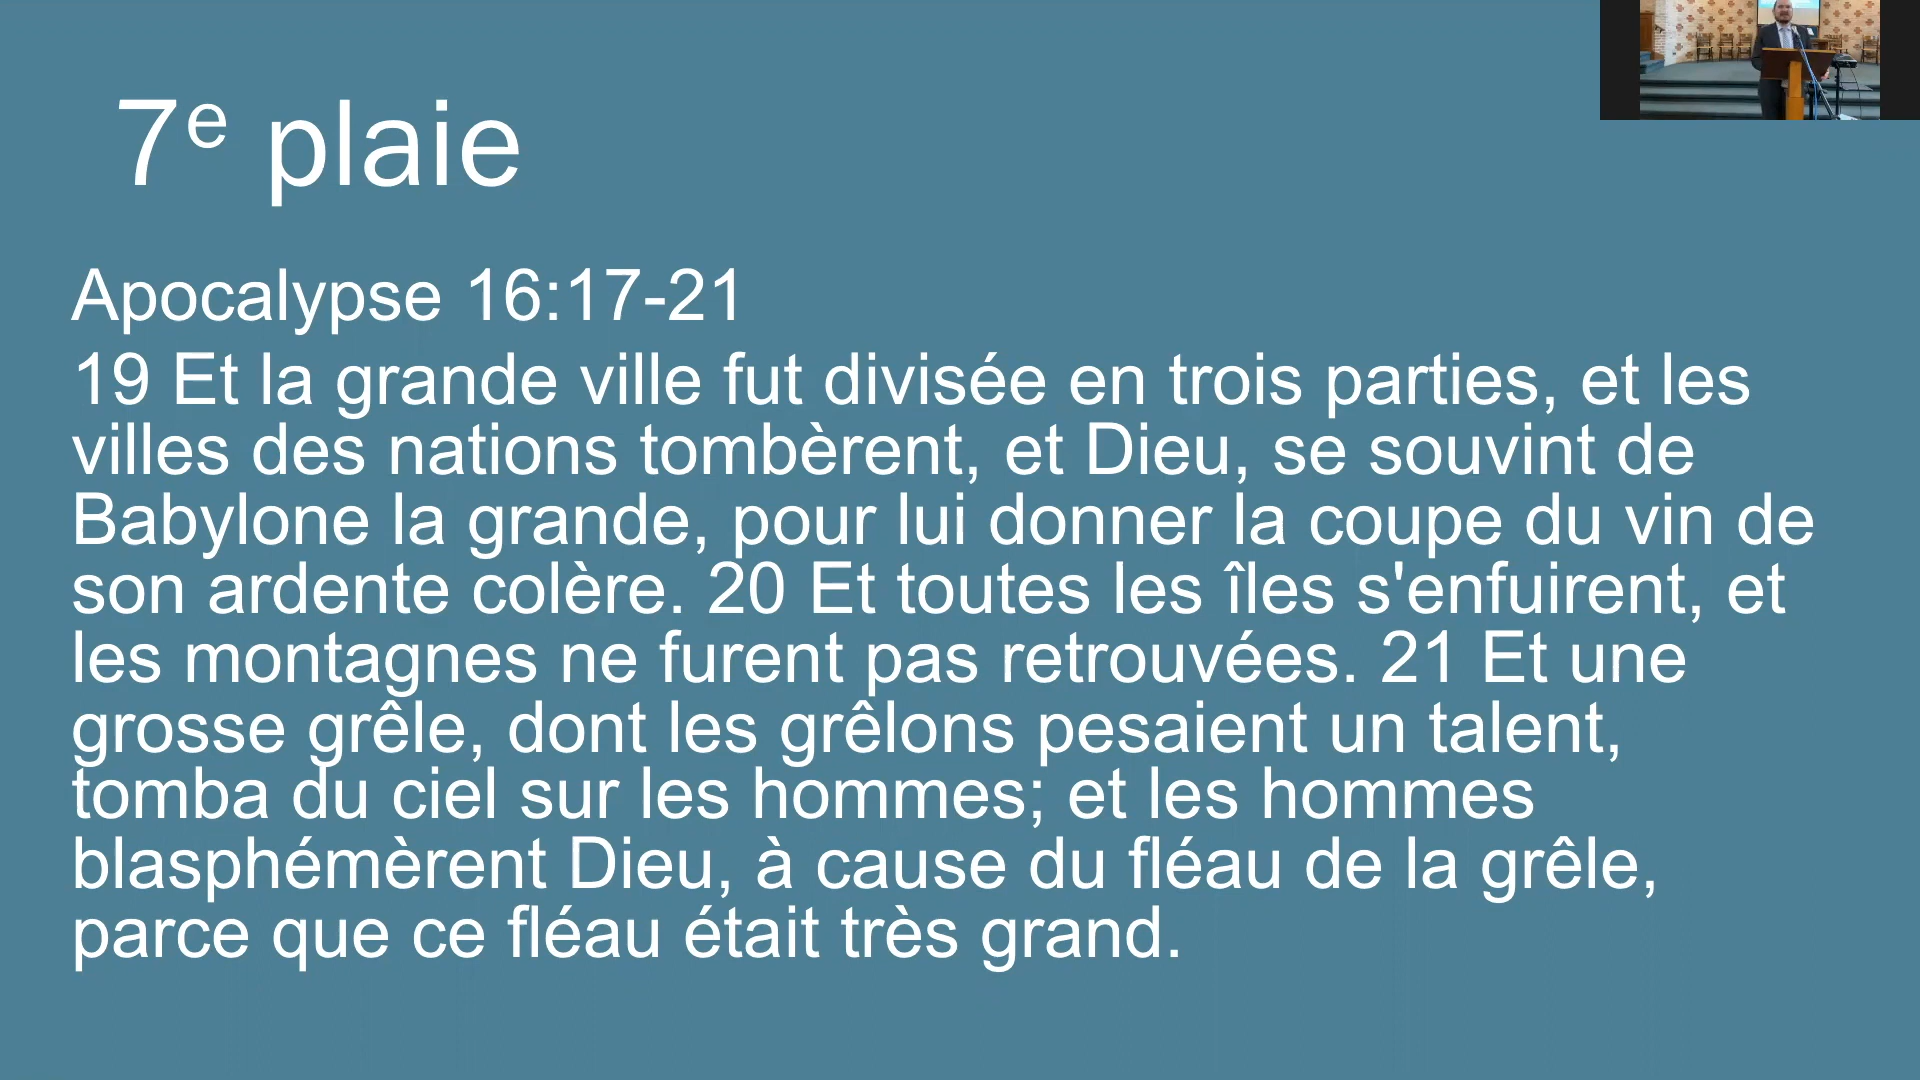 7e plaie
Apocalypse 16:17-21
19 Et la grande ville fut divisée en trois parties, et les
villes des nations tombèrent, et Dieu, se souvint de
Babylone la grande, pour lui donner la coupe du vin de
son ardente colère. 20 Et toutes les îles s'enfuirent, et
les montagnes ne furent pas retrouvées. 21 Et une
grosse grêle, dont les grêlons pesaient un talent,
tomba du ciel sur les hommes; et les hommes
blasphémèrent Dieu, à cause du fléau de la grêle,
parce que ce fléau était très grand.